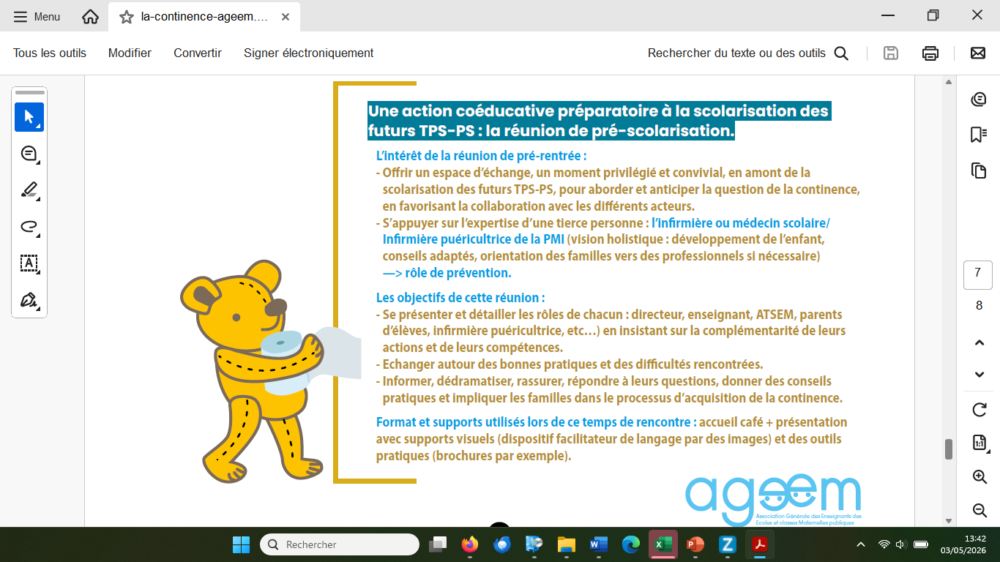 Menu
la-continence-ageem....
Tous les outils
Modifier
Convertir
Signer électroniquement
Rechercher du texte ou des outils
Une action coéducative préparatoire à la scolarisation des
futurs TPS-PS : la réunion de pré-scolarisation.
L'intérêt de la réunion de pré-rentrée :
- Offrir un espace d'échange, un moment privilégié et convivial, en amont de la
scolarisation des futurs TPS-PS, pour aborder et anticiper la question de la continence,
en favorisant la collaboration avec les différents acteurs.
- S'appuyer sur l'expertise d'une tierce personne : l'infirmière ou médecin scolaire/
Infirmière puéricultrice de la PMI (vision holistique : développement de l'enfant,
conseils adaptés, orientation des familles vers des professionnels si nécessaire)
—> rôle de prévention.
Les objectifs de cette réunion :
- Se présenter et détailler les rôles de chacun : directeur, enseignant, ATSEM, parents
d'élèves, infirmière puéricultrice, etc…) en insistant sur la complémentarité de leurs
actions et de leurs compétences.
- Echanger autour des bonnes pratiques et des difficultés rencontrées.
- Informer, dédramatiser, rassurer, répondre à leurs questions, donner des conseils
pratiques et impliquer les familles dans le processus d'acquisition de la continence.
Format et supports utilisés lors de ce temps de rencontre : accueil café + présentation
avec supports visuels (dispositif facilitateur de langage par des images) et des outils
pratiques (brochures par exemple).
ageem
Association Générale des Enseignants des
Ecoles et classes Maternelles publiques
7
8
1:1
A
Rechercher
W
X
P
Z
13:42
03/05/2026